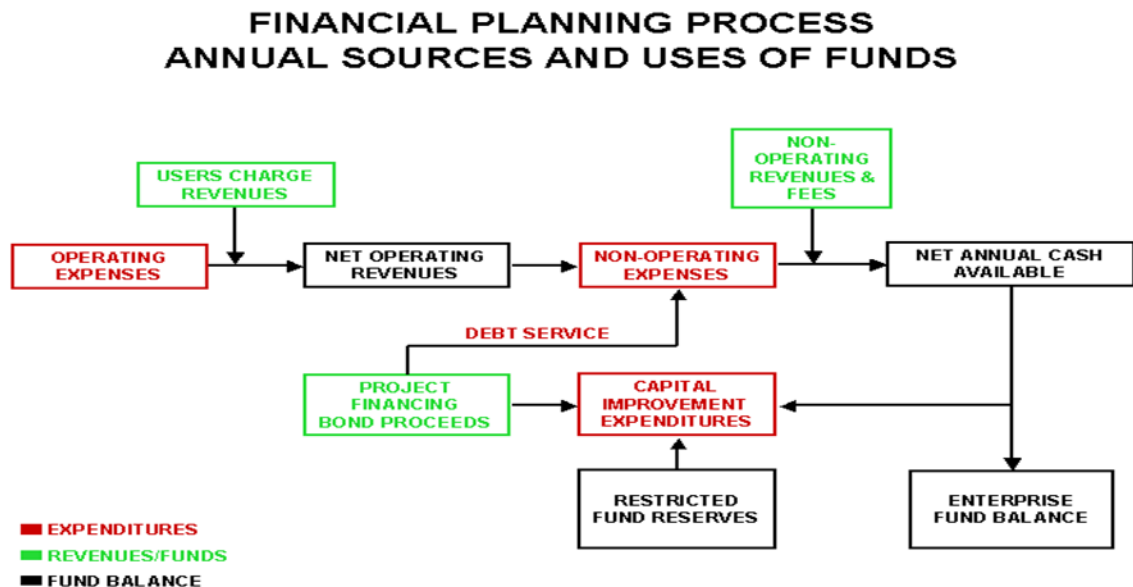 FINANCIAL PLANNING PROCESS
ANNUAL SOURCES AND USES OF FUNDS
USERS CHARGE
REVENUES
NON-
OPERATING
REVENUES &
FEES
OPERATING
EXPENSES
NET OPERATING
REVENUES
NON-OPERATING
EXPENSES
NET ANNUAL CASH
AVAILABLE
DEBT SERVICE
PROJECT
FINANCING
BOND PROCEEDS
CAPITAL
IMPROVEMENT
EXPENDITURES
RESTRICTED
FUND RESERVES
ENTERPRISE
FUND BALANCE
EXPENDITURES
REVENUES/FUNDS
FUND BALANCE